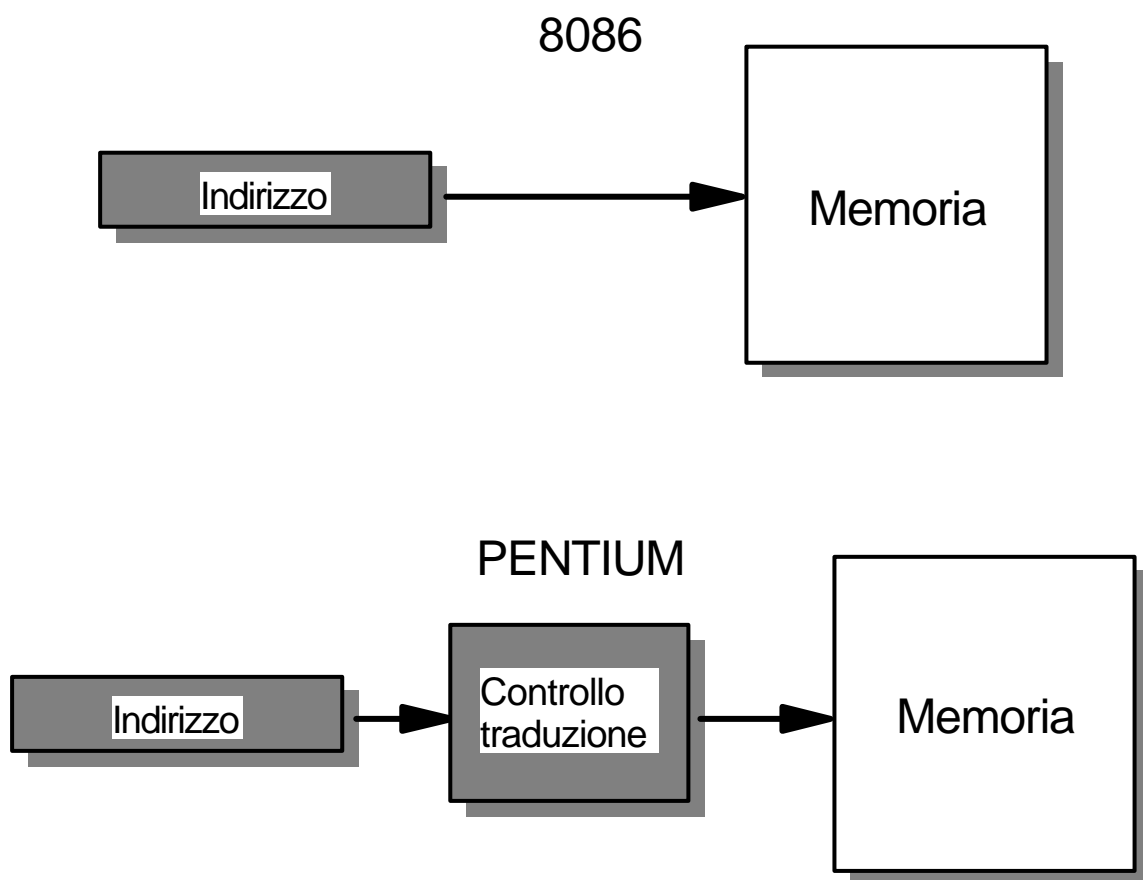 8086
Indirizzo
Memoria
PENTIUM
Indirizzo
Controllo
traduzione
Memoria